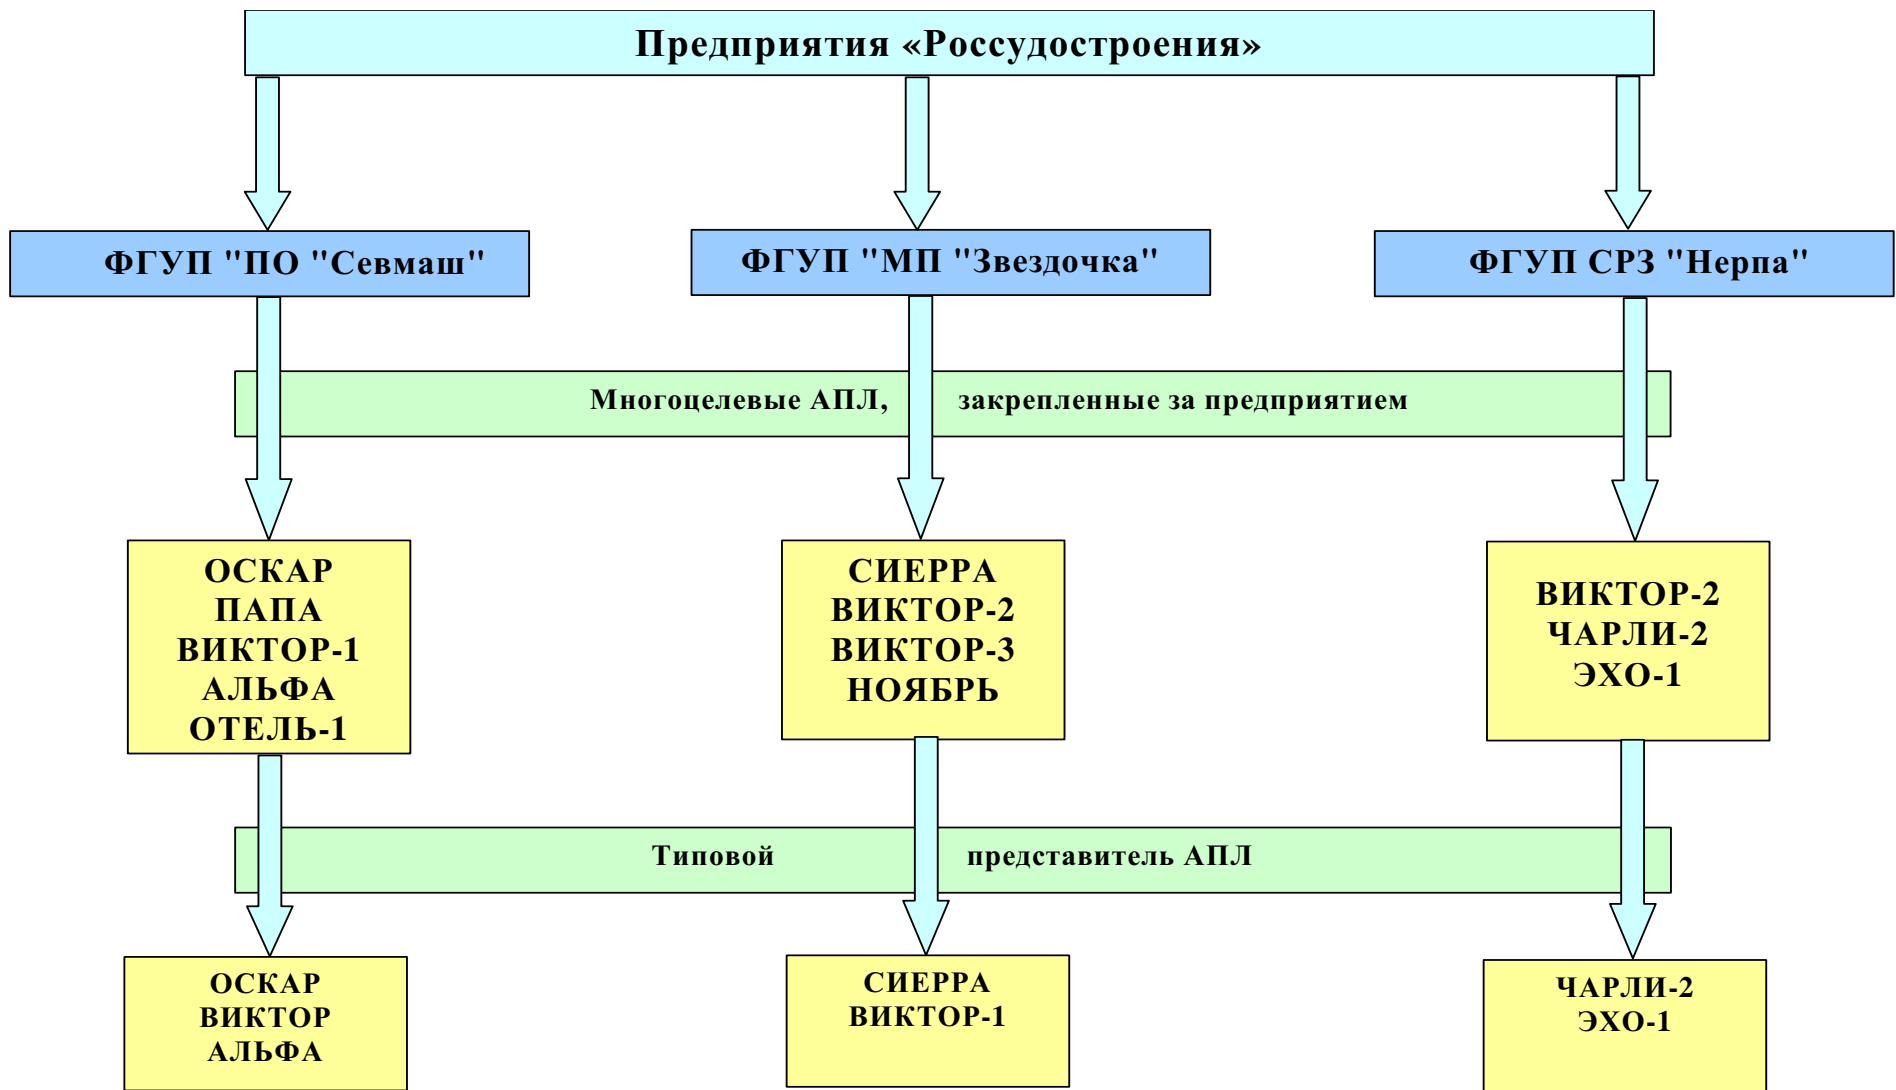 Предприятия «Россудостроения»
ФГУП "ПО "Севмаш"
ФГУП "МП "Звездочка"
ФГУП СРЗ "Нерпа"
Многоцелевые АПЛ, закрепленные за предприятием
ОСКАР
ПАПА
ВИКТОР-1
АЛЬФА
ОТЕЛЬ-1
СИЕРРА
ВИКТОР-2
ВИКТОР-3
НОЯБРЬ
ВИКТОР-2
ЧАРЛИ-2
ЭХО-1
Типовой представитель АПЛ
ОСКАР
ВИКТОР
АЛЬФА
СИЕРРА
ВИКТОР-1
ЧАРЛИ-2
ЭХО-1